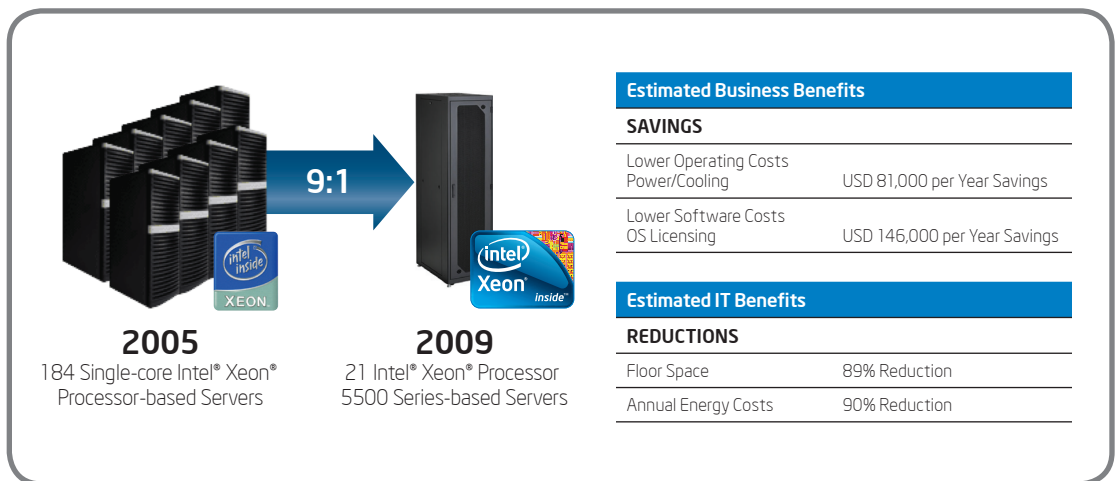 9:1
intel
inside
XEON
intel®
Xeon®
inside™
2005
184 Single-core Intel® Xeon®
Processor-based Servers
2009
21 Intel® Xeon® Processor
5500 Series-based Servers
Estimated Business Benefits
SAVINGS
Lower Operating Costs
Power/Cooling USD 81,000 per Year Savings
Lower Software Costs
OS Licensing USD 146,000 per Year Savings
Estimated IT Benefits
REDUCTIONS
Floor Space 89% Reduction
Annual Energy Costs 90% Reduction